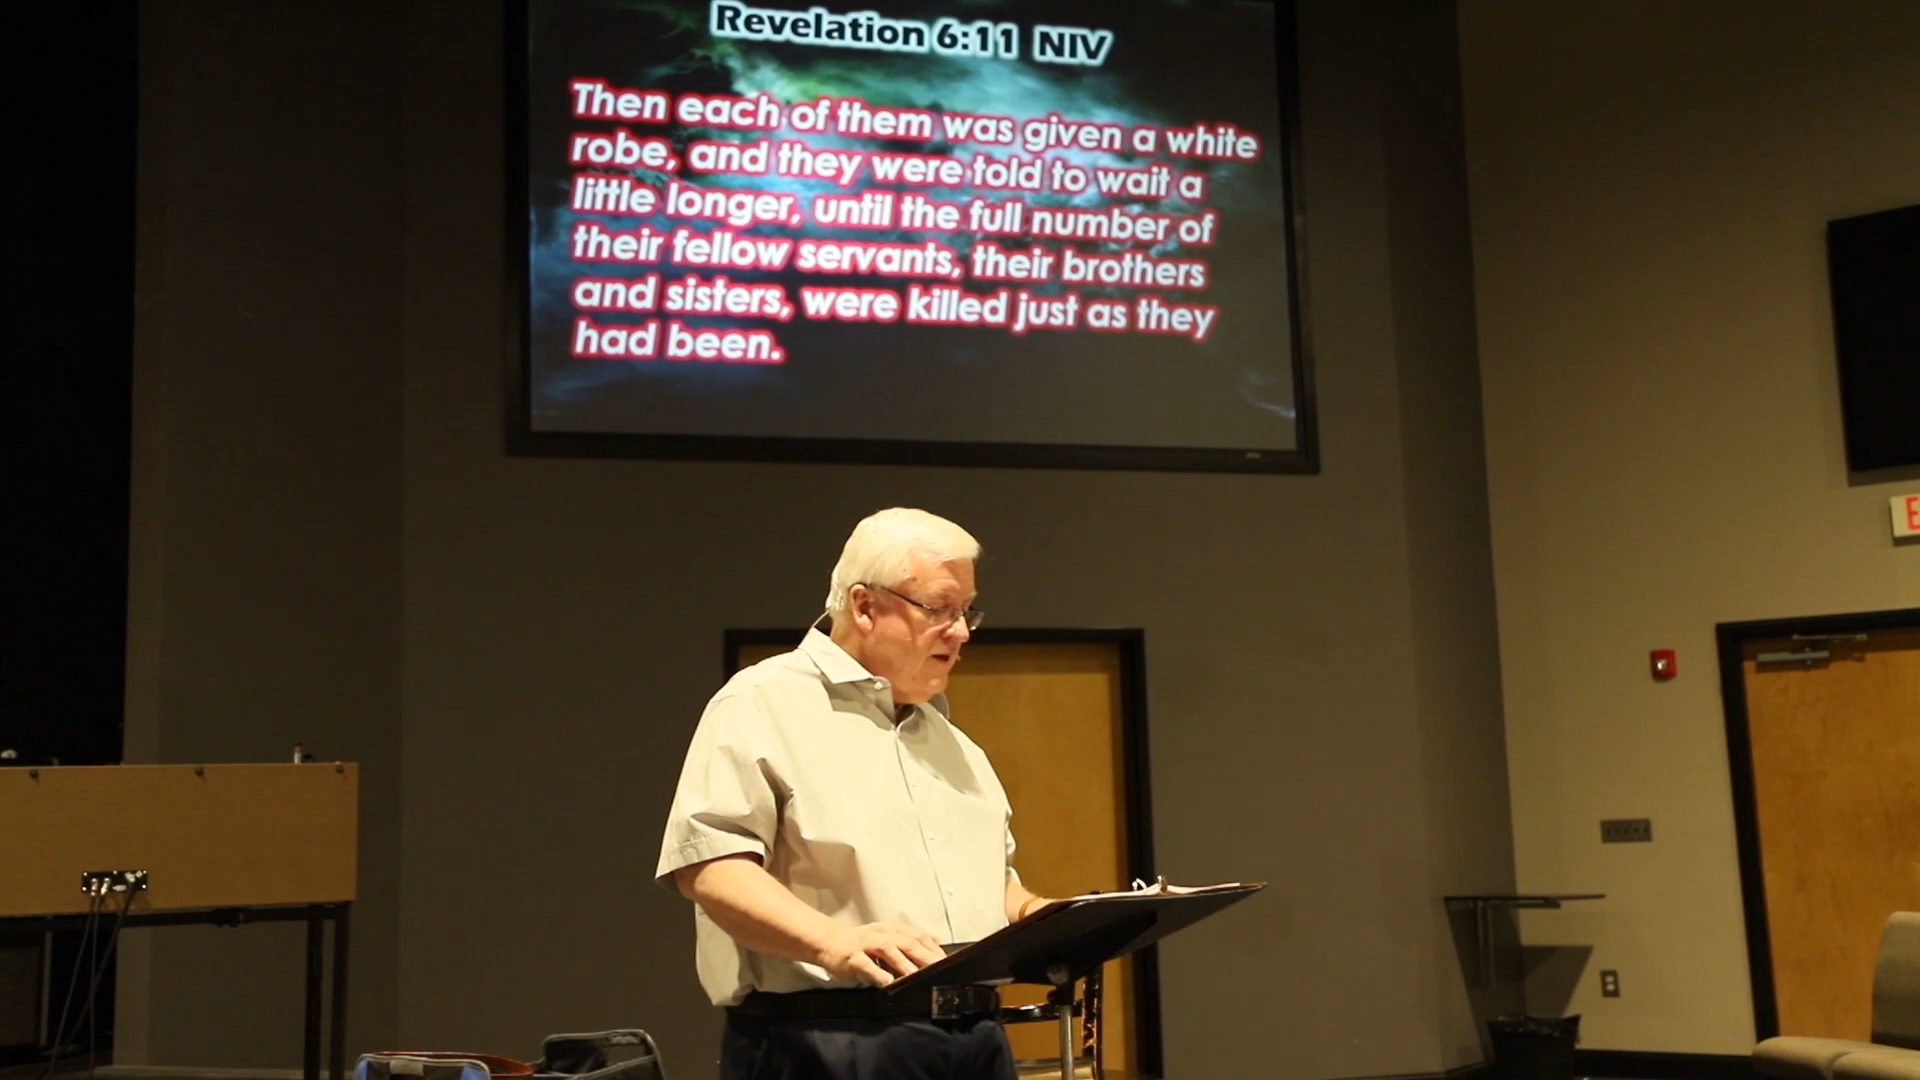 Revelation 6:11 NIV
Then each of them was given a white
robe, and they were told to wait a
little longer, until the full number of
their fellow servants, their brothers
and sisters, were killed just as they
had been.
E